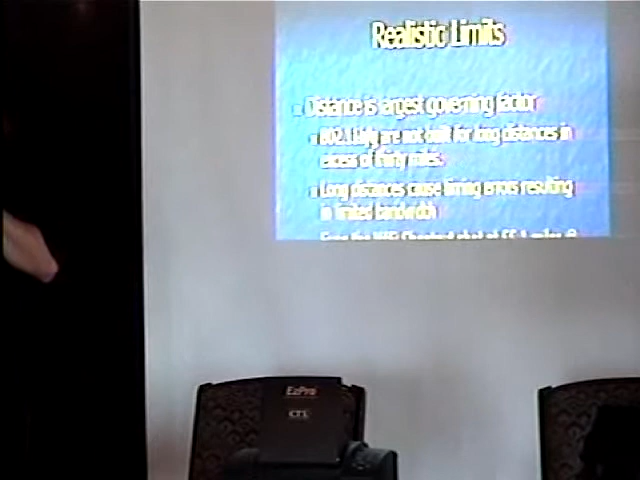 Realistic Limits
Distance is largest governing factor
802.11b/g are not built for long distances in
excess of thirty miles.
Long distances cause timing errors resulting
in limited bandwidth
EzPro
CTX